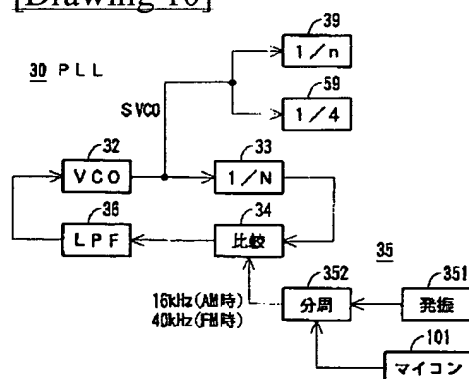 [Drawing 10]
39
1/n
30 PLL
59
1/4
SVCO
32
VCO
33
1/N
36
LPF
34
比較
35
352
分周
351
発振
16kHz(AM時)
40kHz(FM時)
101
マイコン